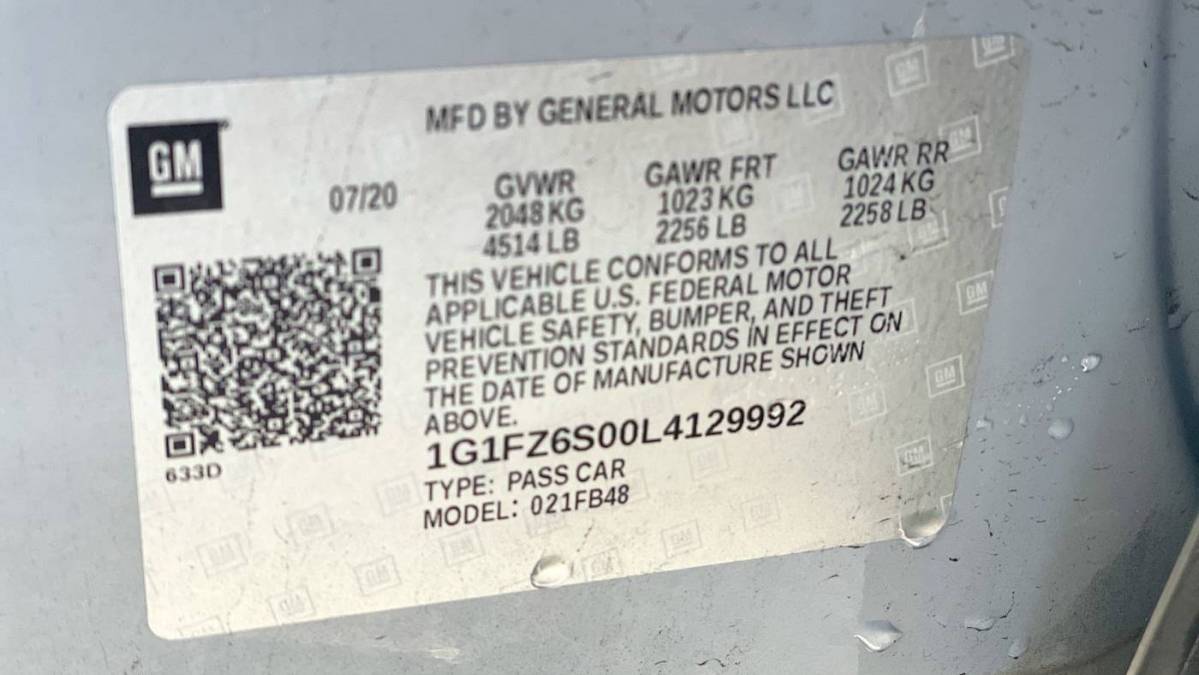 MFD BY GENERAL MOTORS LLC
GM
07/20
GVWR
2048 KG
4514 LB
GAWR FRT
1023 KG
2256 LB
GAWR RR
1024 KG
2258 LB
THIS VEHICLE CONFORMS TO ALL
APPLICABLE U.S. FEDERAL MOTOR
VEHICLE SAFETY, BUMPER, AND THEFT
PREVENTION STANDARDS IN EFFECT ON
THE DATE OF MANUFACTURE SHOWN
ABOVE.
1G1FZ6S00L4129992
TYPE: PASS CAR
MODEL: 021FB48
633D